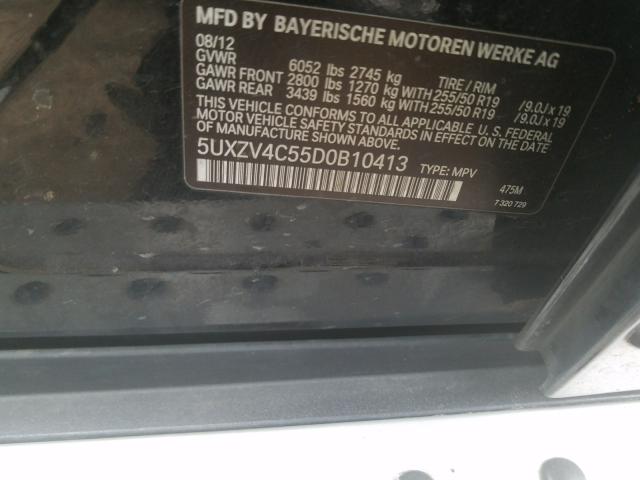 MFD BY BAYERISCHE MOTOREN WERKE AG
08/12
GVWR 6052 lbs 2745 kg TIRE / RIM
GAWR FRONT 2800 lbs 1270 kg WITH 255/50 R19 /9.0J x 19
GAWR REAR 3439 lbs 1560 kg WITH 255/50 R19 /9.0J x 19
THIS VEHICLE CONFORMS TO ALL APPLICABLE U.S. FEDERAL
MOTOR VEHICLE SAFETY STANDARDS IN EFFECT ON THE DATE
OF MANUFACTURE SHOWN ABOVE.
5UXZV4C55D0B10413 TYPE: MPV
475M
7 320 729